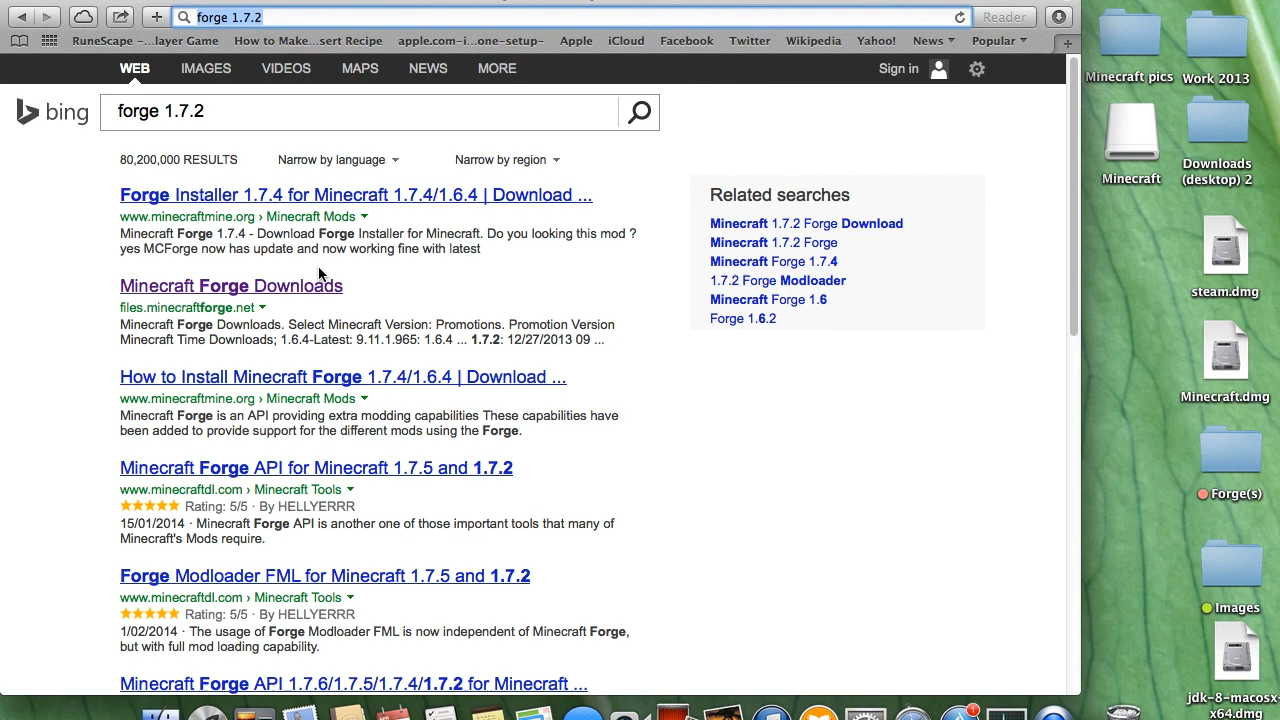 forge 1.7.2
Reader
RuneScape -...layer Game How to Make...sert Recipe apple.com-i...one-setup- Apple iCloud Facebook Twitter Wikipedia Yahoo! News Popular
WEB IMAGES VIDEOS MAPS NEWS MORE
Sign in
bing
forge 1.7.2
80,200,000 RESULTS Narrow by language Narrow by region
Forge Installer 1.7.4 for Minecraft 1.7.4/1.6.4 | Download ...
www.minecraftmine.org › Minecraft Mods
Minecraft Forge 1.7.4 - Download Forge Installer for Minecraft. Do you looking this mod ?
yes MCForge now has update and now working fine with latest
Minecraft Forge Downloads
files.minecraftforge.net
Minecraft Forge Downloads. Select Minecraft Version: Promotions. Promotion Version
Minecraft Time Downloads; 1.6.4-Latest: 9.11.1.965: 1.6.4 ... 1.7.2: 12/27/2013 09 ...
How to Install Minecraft Forge 1.7.4/1.6.4 | Download ...
www.minecraftmine.org › Minecraft Mods
Minecraft Forge is an API providing extra modding capabilities These capabilities have
been added to provide support for the different mods using the Forge.
Minecraft Forge API for Minecraft 1.7.5 and 1.7.2
www.minecraftdl.com › Minecraft Tools
Rating: 5/5 · By HELLYERRR
15/01/2014 · Minecraft Forge API is another one of those important tools that many of
Minecraft's Mods require.
Forge Modloader FML for Minecraft 1.7.5 and 1.7.2
www.minecraftdl.com › Minecraft Tools
Rating: 5/5 · By HELLYERRR
1/02/2014 · The usage of Forge Modloader FML is now independent of Minecraft Forge,
but with full mod loading capability.
Minecraft Forge API 1.7.6/1.7.5/1.7.4/1.7.2 for Minecraft ...
Related searches
Minecraft 1.7.2 Forge Download
Minecraft 1.7.2 Forge
Minecraft Forge 1.7.4
1.7.2 Forge Modloader
Minecraft Forge 1.6
Forge 1.6.2
Minecraft pics
Work 2013
Minecraft
Downloads
(desktop) 2
steam.dmg
Minecraft.dmg
Forge(s)
Images
jdk-8-macosx-
x64.dmg
1